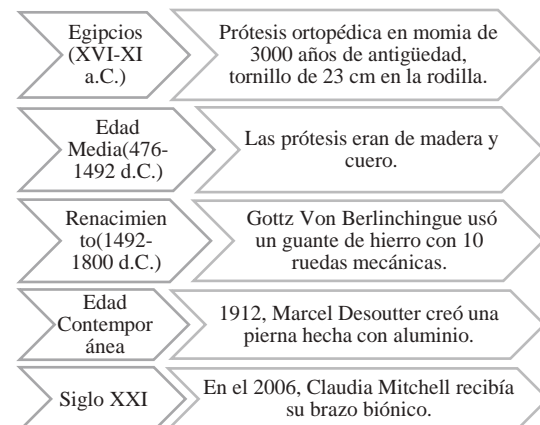 Egipcios
(XVI-XI
a.C.)
Prótesis ortopédica en momia de
3000 años de antigüedad,
tornillo de 23 cm en la rodilla.
Edad
Media(476-
1492 d.C.)
Las prótesis eran de madera y
cuero.
Renacimien
to(1492-
1800 d.C.)
Gottz Von Berlinchingue usó
un guante de hierro con 10
ruedas mecánicas.
Edad
Contempor
ánea
1912, Marcel Desoutter creó una
pierna hecha con aluminio.
Siglo XXI
En el 2006, Claudia Mitchell recibía
su brazo biónico.